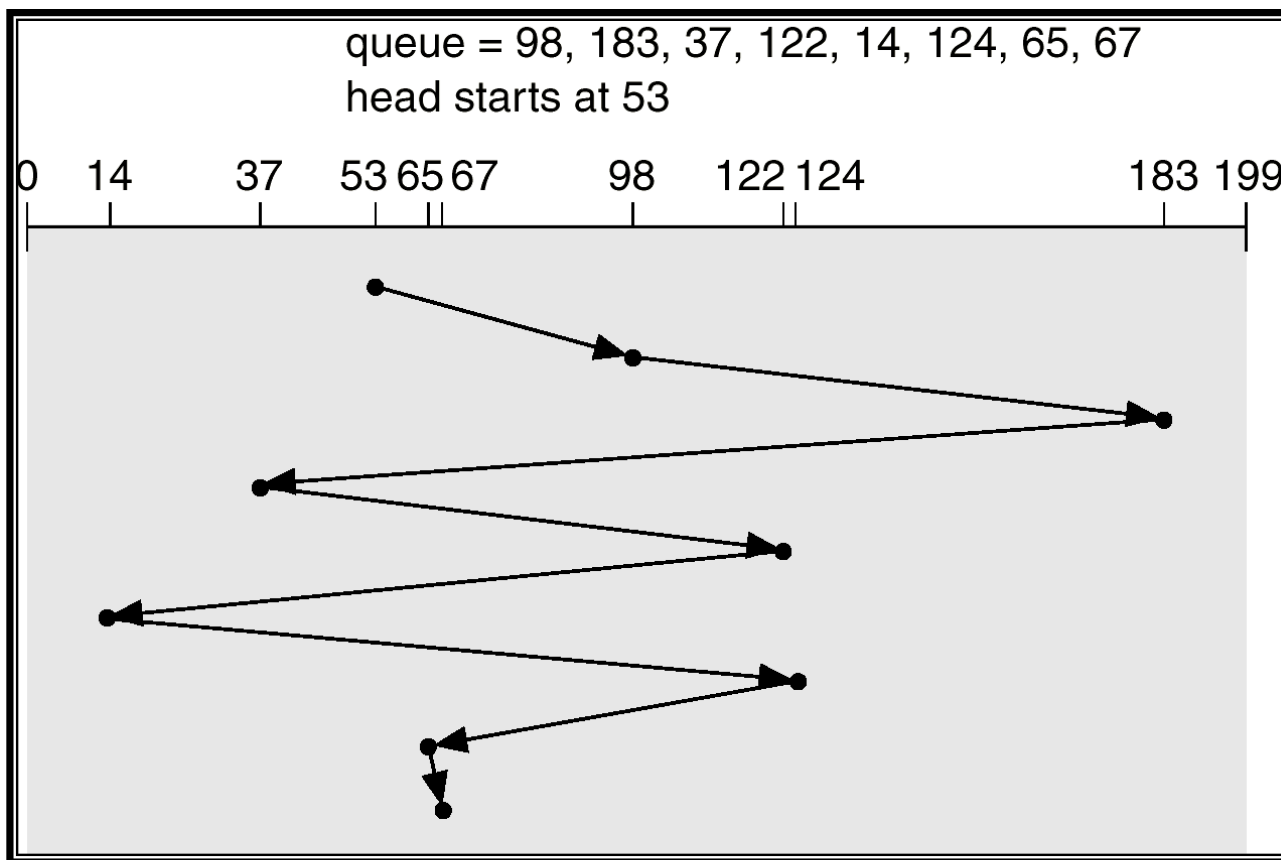 queue = 98, 183, 37, 122, 14, 124, 65, 67
head starts at 53
0 14 37 53 65 67 98 122 124 183 199